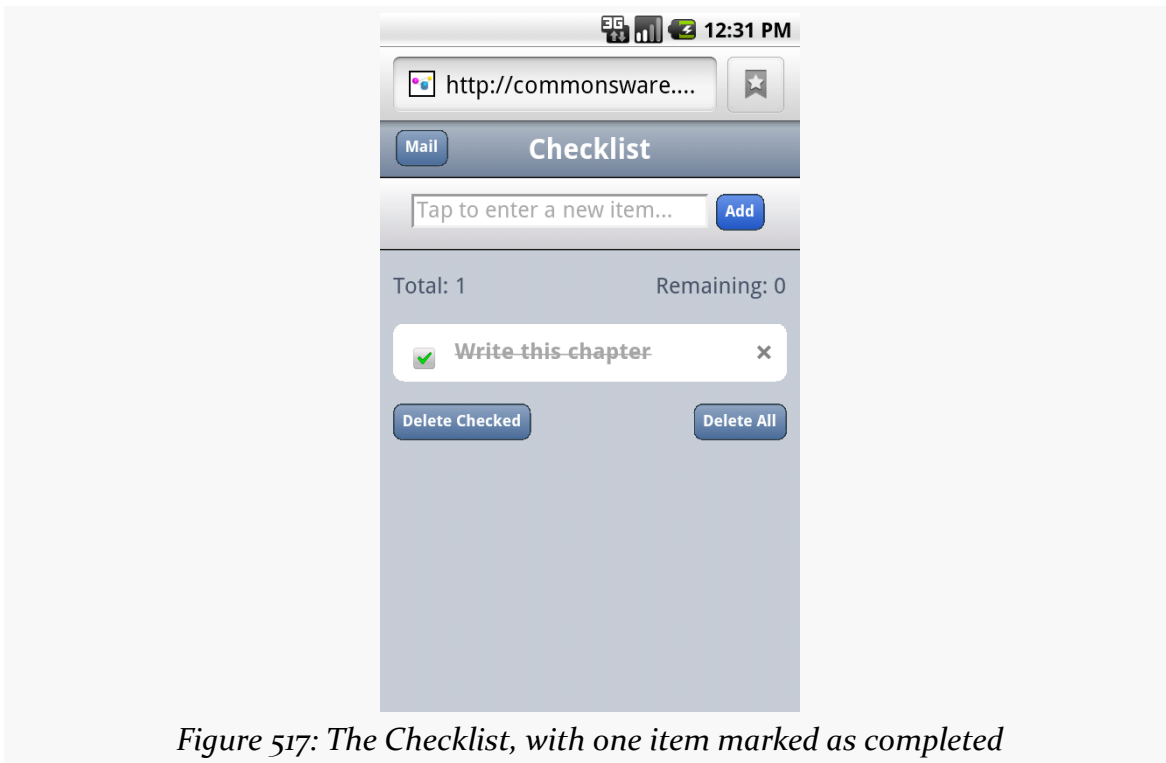 3G 12:31 PM
http://commonsware....
Mail Checklist
Tap to enter a new item... Add
Total: 1 Remaining: 0
Write this chapter ×
Delete Checked Delete All
Figure 517: The Checklist, with one item marked as completed